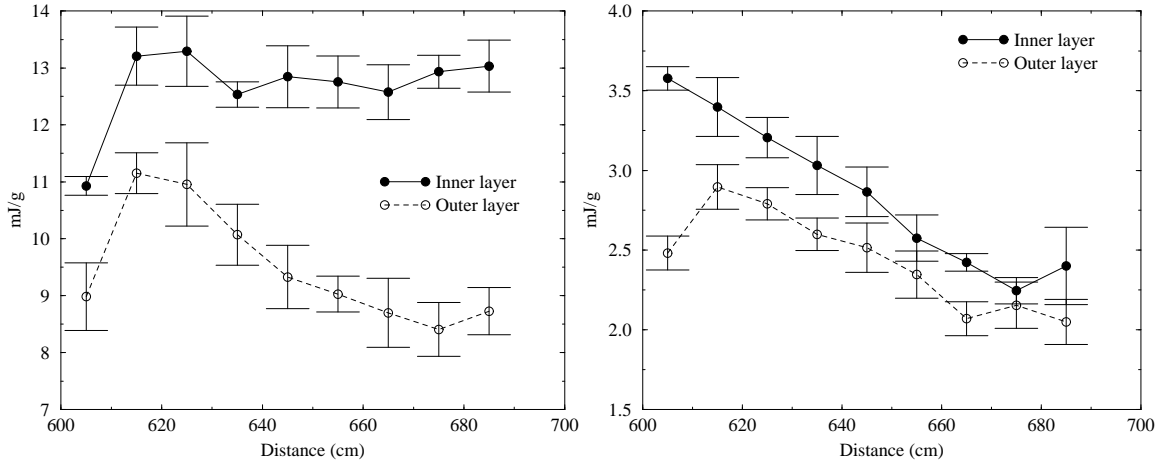 14
13
12
11
10
9
8
7
mJ/g
Inner layer
Outer layer
600 620 640 660 680 700
Distance (cm)
4.0
3.5
3.0
2.5
2.0
1.5
mJ/g
Inner layer
Outer layer
600 620 640 660 680 700
Distance (cm)